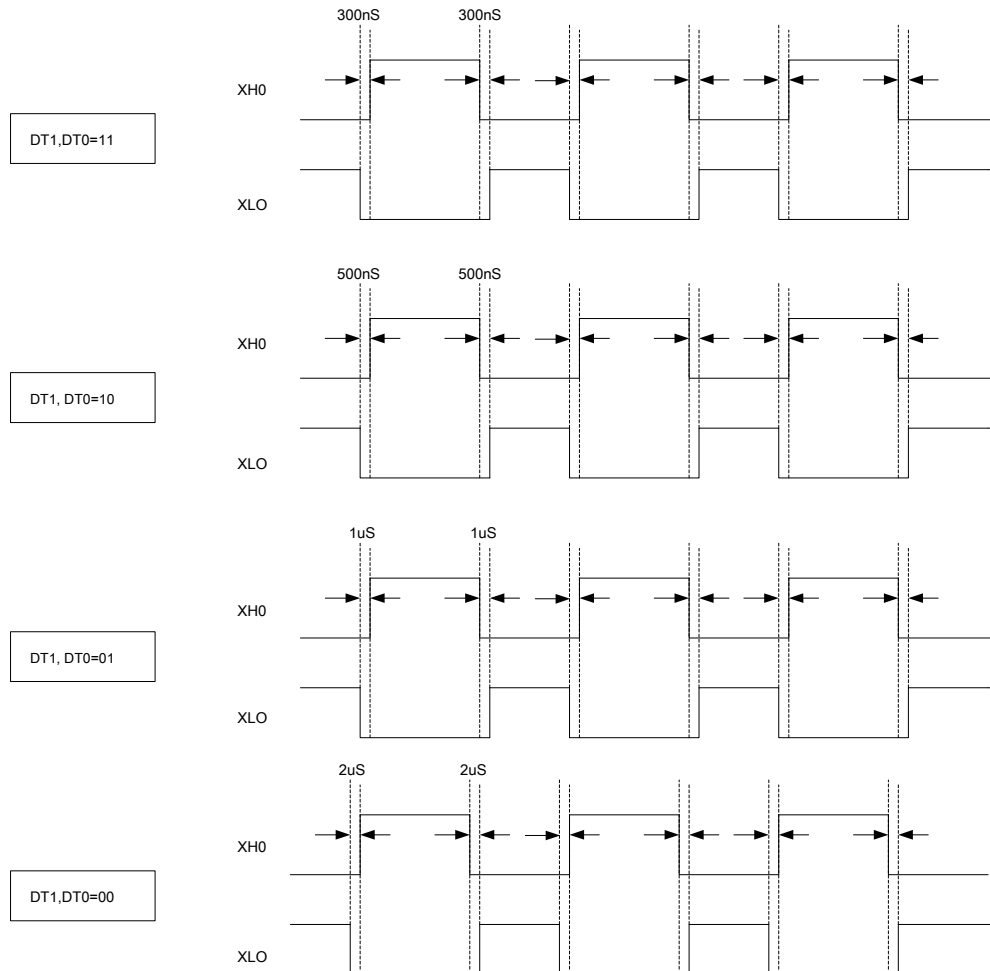 300nS 300nS
XH0
DT1,DT0=11
XLO
500nS 500nS
XH0
DT1, DT0=10
XLO
1uS 1uS
XH0
DT1, DT0=01
XLO
2uS 2uS
XH0
DT1,DT0=00
XLO